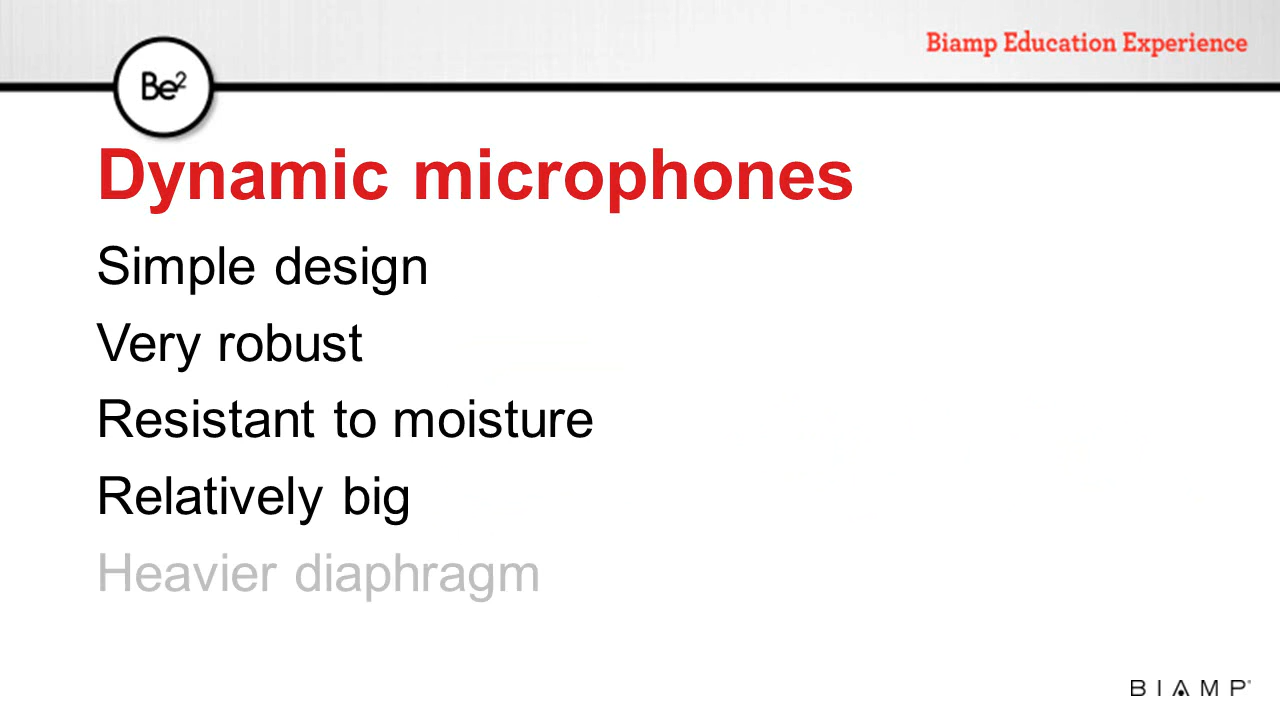 Biamp Education Experience
Be²
Dynamic microphones
Simple design
Very robust
Resistant to moisture
Relatively big
Heavier diaphragm
BIAMP